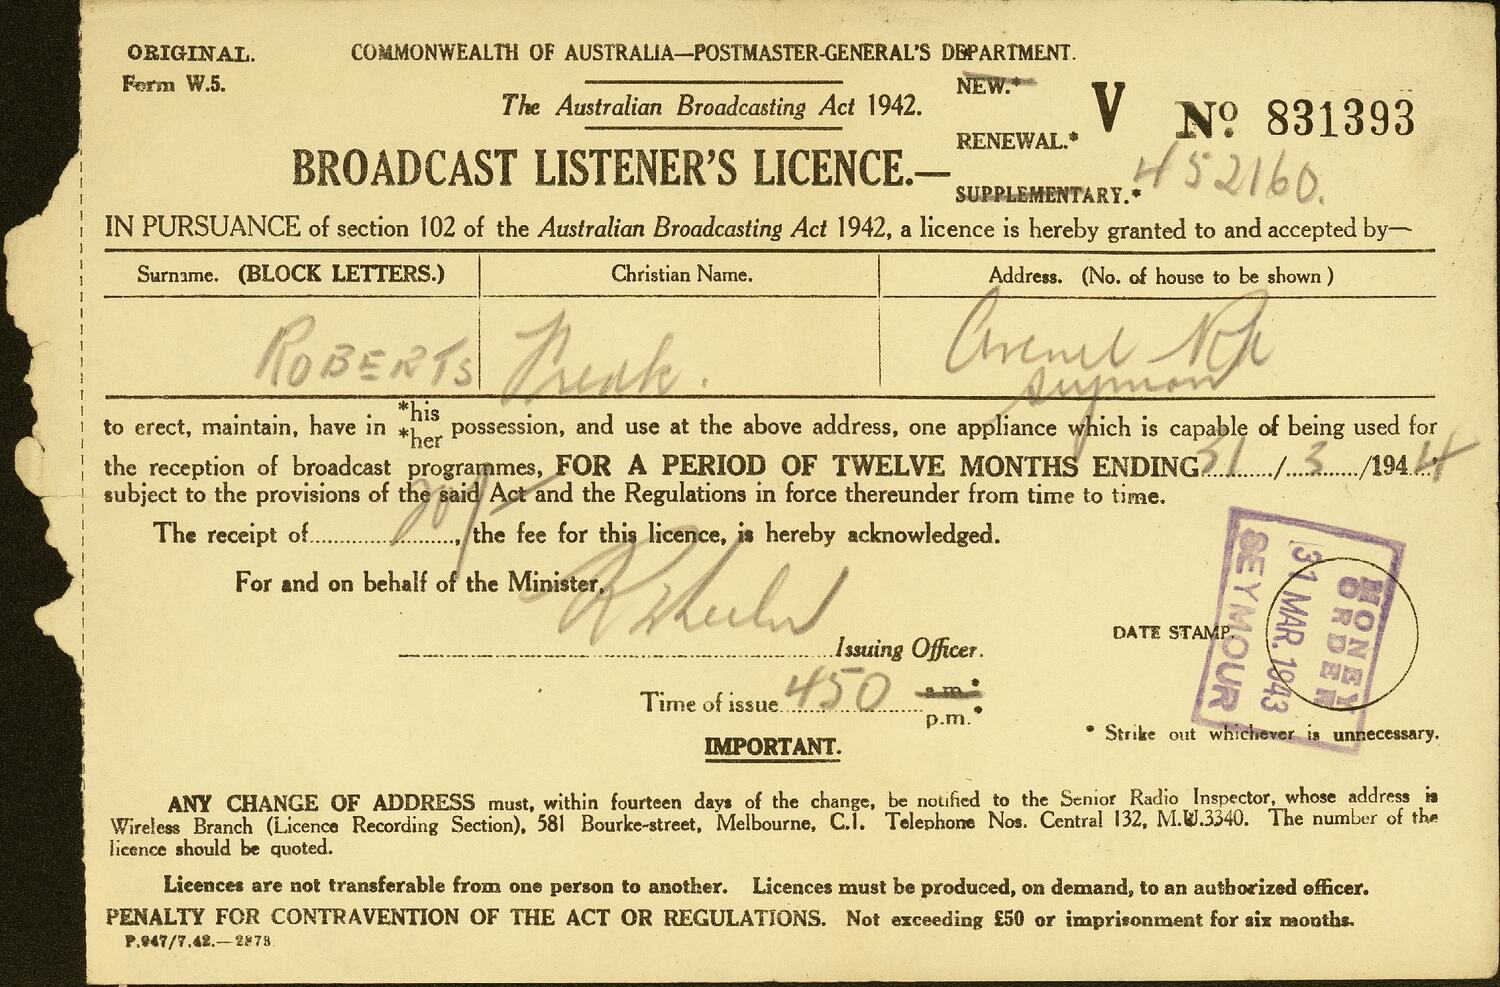 ORIGINAL.
Form W.5.
COMMONWEALTH OF AUSTRALIA—POSTMASTER-GENERAL'S DEPARTMENT.
The Australian Broadcasting Act 1942.
BROADCAST LISTENER'S LICENCE.—
NEW.*
RENEWAL.*
SUPPLEMENTARY.*
V No 831393
452160.
IN PURSUANCE of section 102 of the Australian Broadcasting Act 1942, a licence is hereby granted to and accepted by—
Surname. (BLOCK LETTERS.) Christian Name. Address. (No. of house to be shown)
ROBERTS Frank. Avenel Rd
Seymour
to erect, maintain, have in *his *her possession, and use at the above address, one appliance which is capable of being used for
the reception of broadcast programmes, FOR A PERIOD OF TWELVE MONTHS ENDING 31/3/1944
subject to the provisions of the said Act and the Regulations in force thereunder from time to time.
The receipt of 20/-, the fee for this licence, is hereby acknowledged.
For and on behalf of the Minister,
Issuing Officer.
Time of issue 450 a.m.*
p.m.*
DATE STAMP.
SEYMOUR
31 MAR. 1943
MONEY ORDER
* Strike out whichever is unnecessary.
IMPORTANT.
ANY CHANGE OF ADDRESS must, within fourteen days of the change, be notified to the Senior Radio Inspector, whose address is
Wireless Branch (Licence Recording Section), 581 Bourke-street, Melbourne, C.1. Telephone Nos. Central 132, M.U.3340. The number of the
licence should be quoted.
Licences are not transferable from one person to another. Licences must be produced, on demand, to an authorized officer.
PENALTY FOR CONTRAVENTION OF THE ACT OR REGULATIONS. Not exceeding £50 or imprisonment for six months.
P.947/7.42.—2878